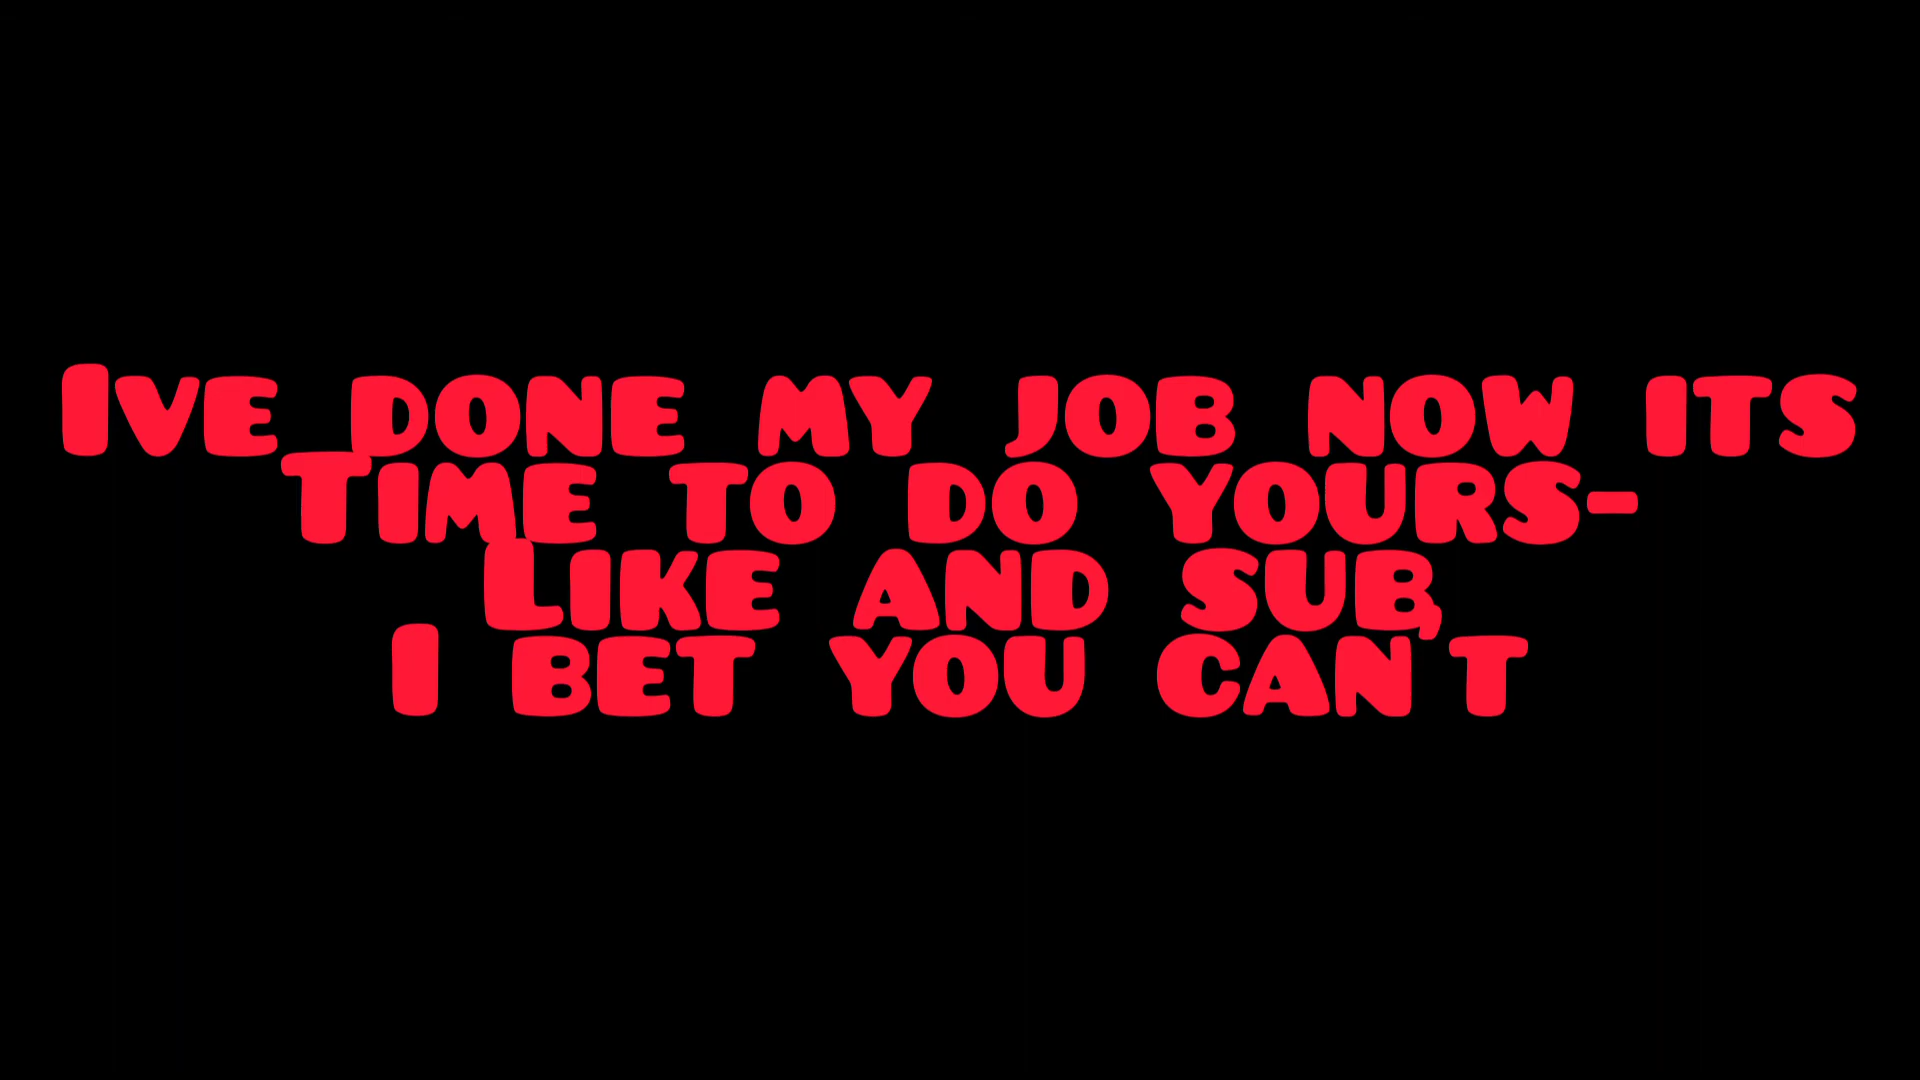 Ive done my job now its
Time to do yours-
Like and sub,
I bet you can't